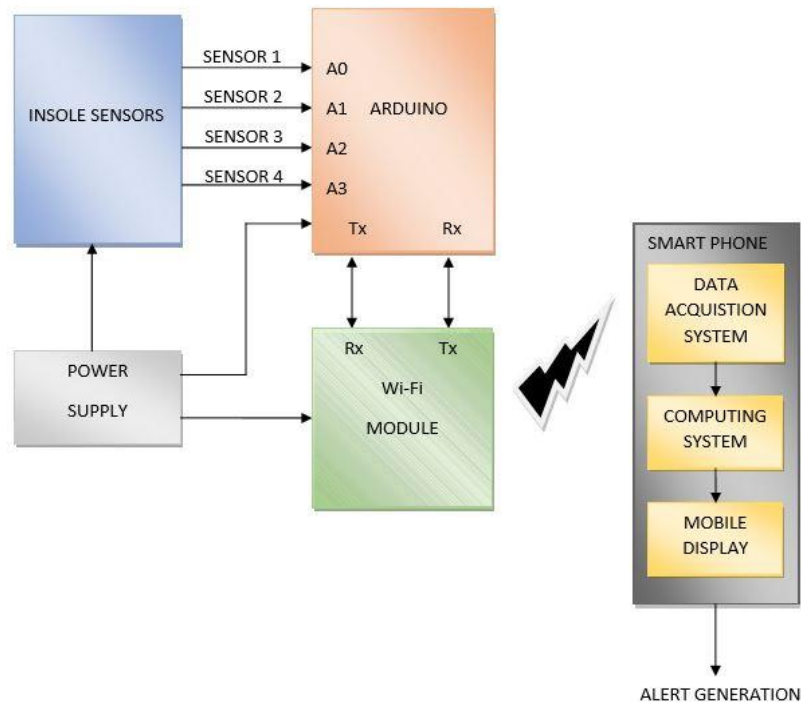 INSOLE SENSORS
SENSOR 1
SENSOR 2
SENSOR 3
SENSOR 4
A0
A1
A2
A3
ARDUINO
Tx
Rx
POWER
SUPPLY
Rx
Tx
Wi-Fi
MODULE
SMART PHONE
DATA
ACQUISTION
SYSTEM
COMPUTING
SYSTEM
MOBILE
DISPLAY
ALERT GENERATION